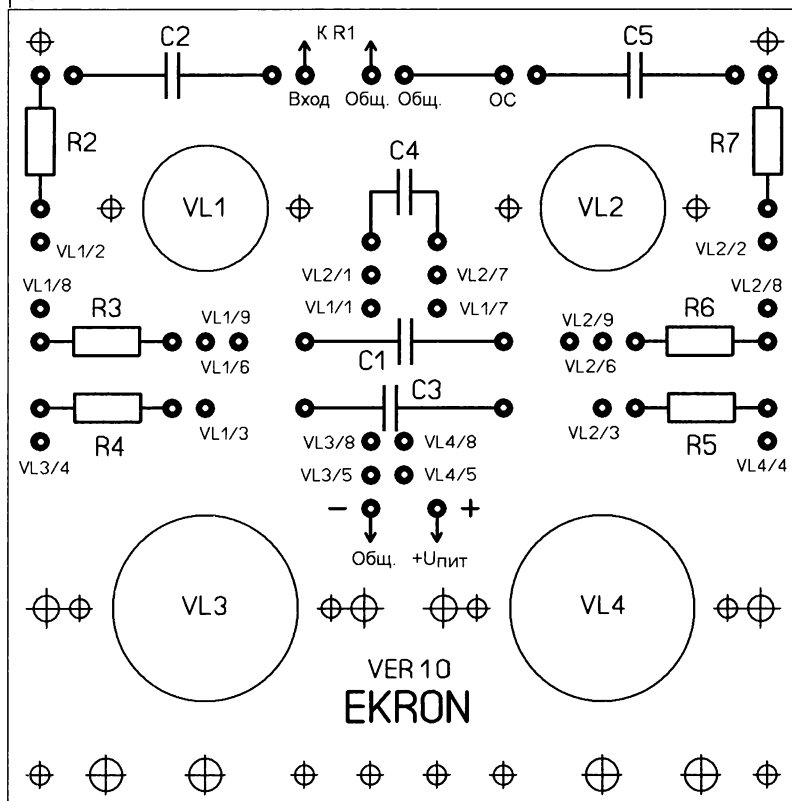 C2 К R1 C5
Вход Общ. Общ. ОС
R2 C4 R7
VL1 VL2
VL1/2 VL2/1 VL2/7 VL2/2
VL1/8 VL1/1 VL1/7 VL2/8
R3 VL1/9 VL2/9 R6
VL1/6 C1 VL2/6
C3
R4 VL1/3 VL3/8 VL4/8 VL2/3 R5
VL3/4 VL3/5 VL4/5 VL4/4
– +
Общ. +Uпит
VL3 VL4
VER 10
EKRON